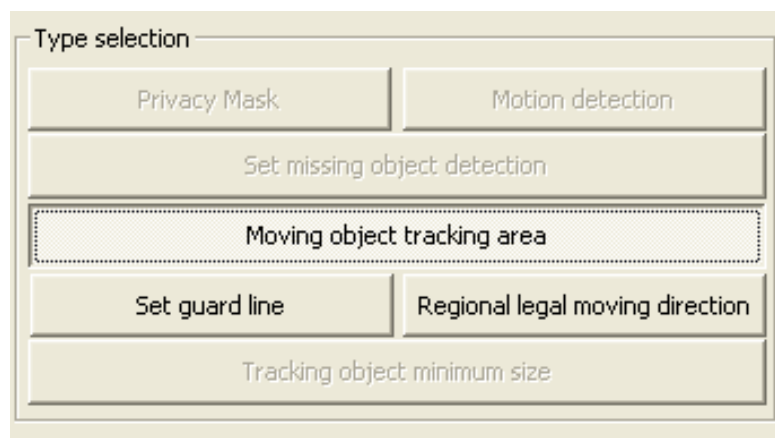 Type selection
Privacy Mask
Motion detection
Set missing object detection
Moving object tracking area
Set guard line
Regional legal moving direction
Tracking object minimum size